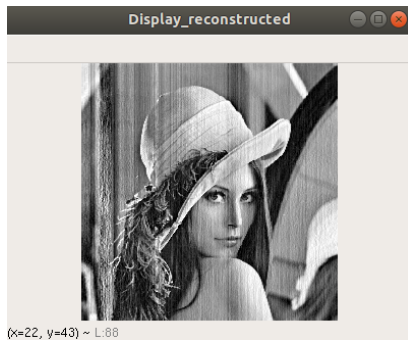 Display_reconstructed
(x=22, y=43) ~ L:88